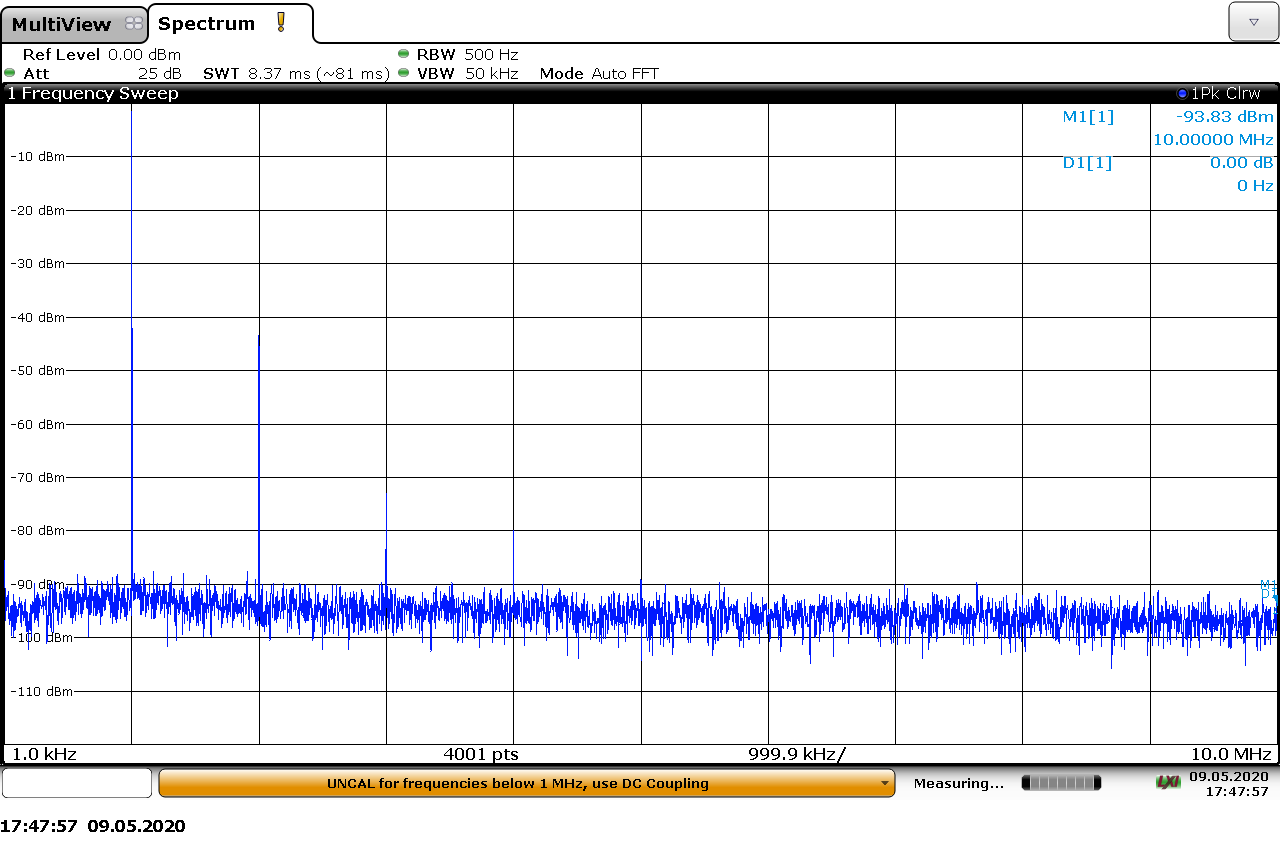 MultiView Spectrum !
Ref Level 0.00 dBm RBW 500 Hz
Att 25 dB SWT 8.37 ms (~81 ms) VBW 50 kHz Mode Auto FFT
1 Frequency Sweep 1Pk Clrw
M1[1] -93.83 dBm
10.00000 MHz
D1[1] 0.00 dB
0 Hz
-10 dBm
-20 dBm
-30 dBm
-40 dBm
-50 dBm
-60 dBm
-70 dBm
-80 dBm
-90 dBm
M1
D1
-100 dBm
-110 dBm
1.0 kHz 4001 pts 999.9 kHz/ 10.0 MHz
UNCAL for frequencies below 1 MHz, use DC Coupling Measuring... LXI 09.05.2020
17:47:57
17:47:57 09.05.2020